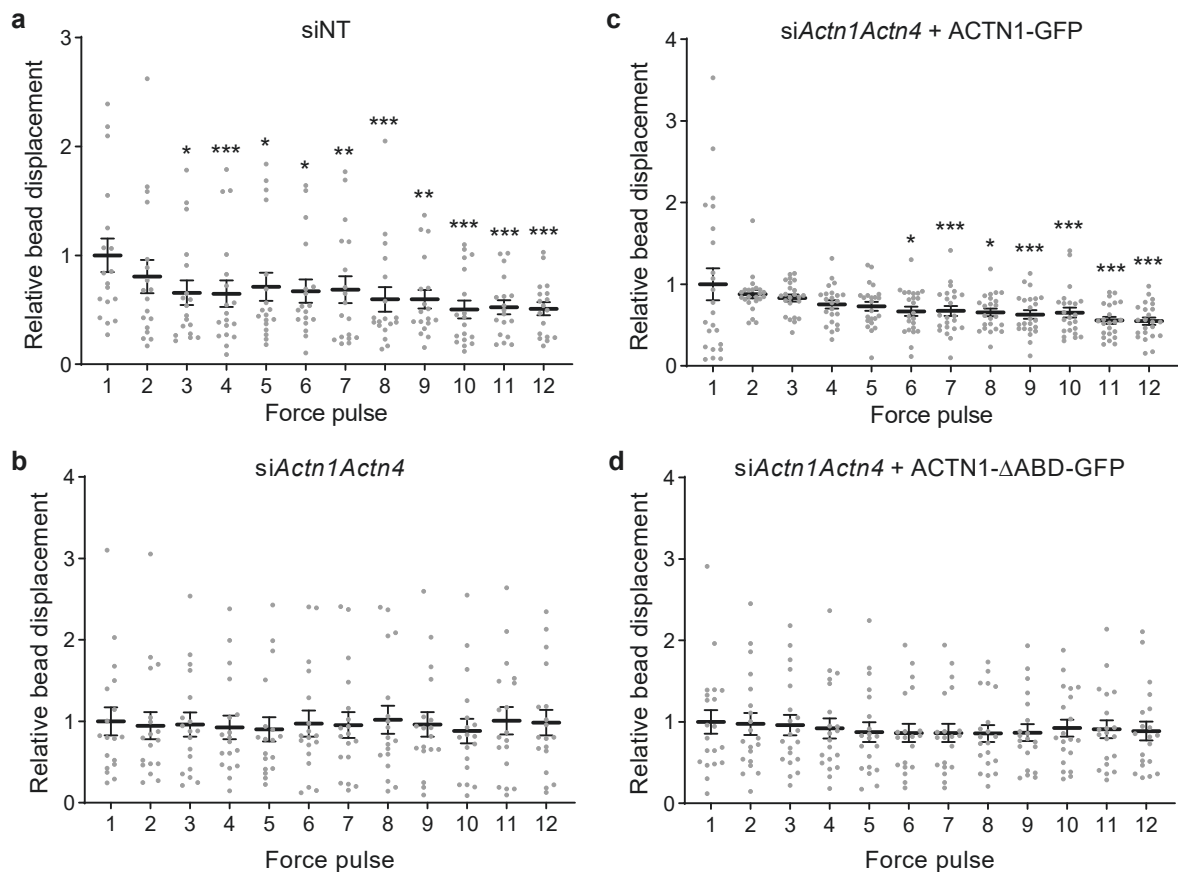 a
siNT
Relative bead displacement
3
2
1
0
* *** * * ** *** ** *** *** ***
1 2 3 4 5 6 7 8 9 10 11 12
Force pulse
b
siActn1Actn4
Relative bead displacement
4
3
2
1
0
1 2 3 4 5 6 7 8 9 10 11 12
Force pulse
c
siActn1Actn4 + ACTN1-GFP
Relative bead displacement
4
3
2
1
0
* *** * *** *** *** ***
1 2 3 4 5 6 7 8 9 10 11 12
Force pulse
d
siActn1Actn4 + ACTN1-ΔABD-GFP
Relative bead displacement
4
3
2
1
0
1 2 3 4 5 6 7 8 9 10 11 12
Force pulse